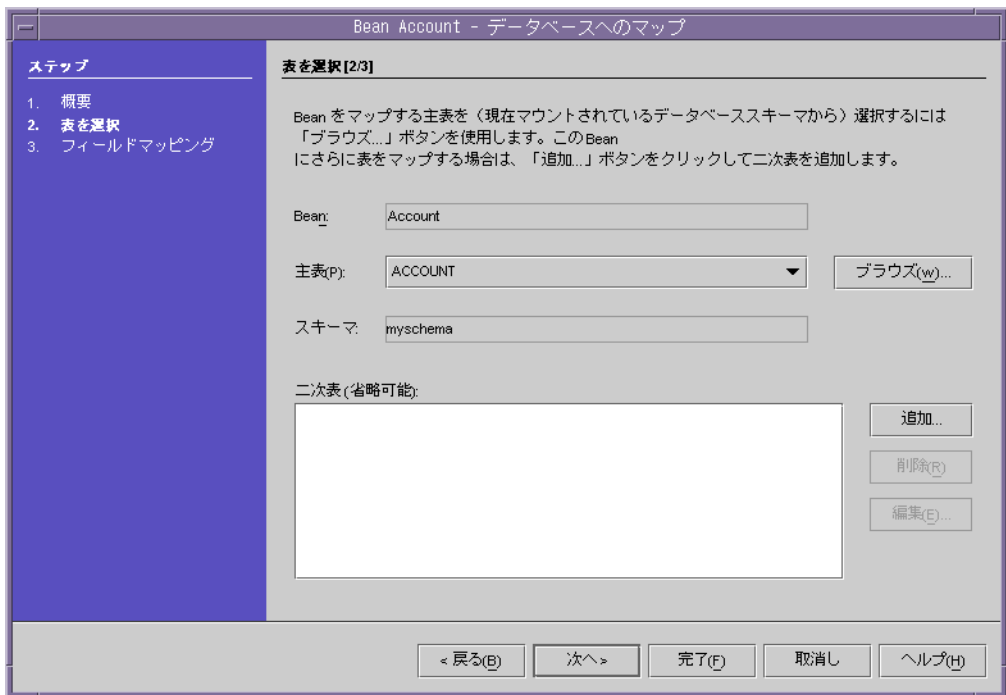 Bean Account - データベースへのマップ
ステップ
1. 概要
2. 表を選択
3. フィールドマッピング
表を選択[2/3]
Bean をマップする主表を（現在マウントされているデータベーススキーマから）選択するには
「ブラウズ...」ボタンを使用します。このBean
にさらに表をマップする場合は、「追加...」ボタンをクリックして二次表を追加します。
Bean: Account
主表(P): ACCOUNT ブラウズ(w)...
スキーマ: myschema
二次表(省略可能):
追加...
削除(R)
編集(E)...
< 戻る(B) 次へ > 完了(F) 取消し ヘルプ(H)